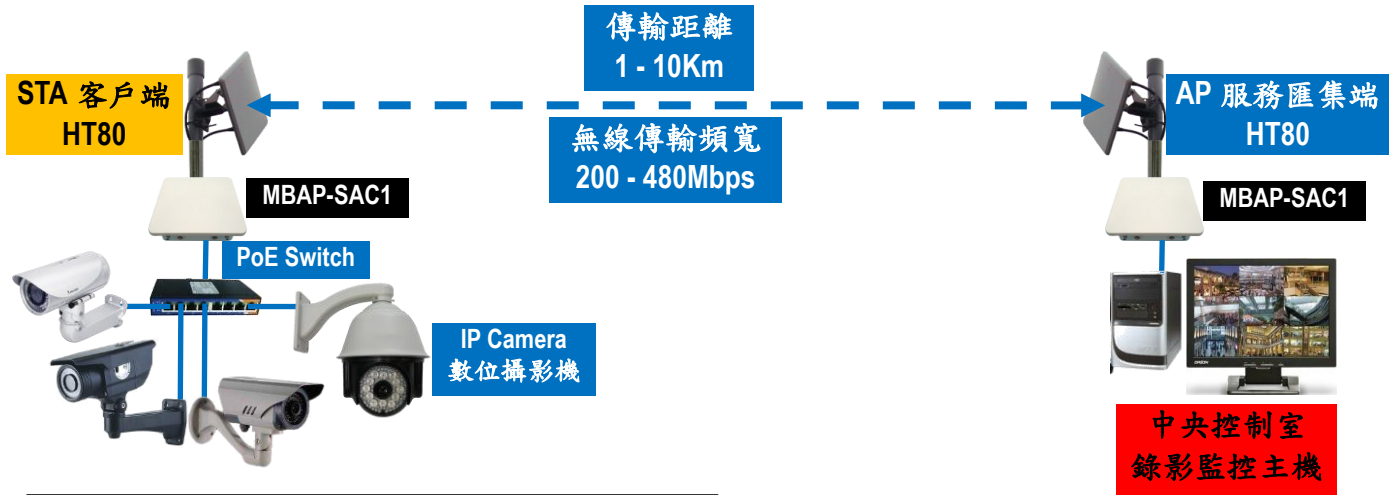 傳輸距離
1 - 10Km
STA 客戶端
HT80
AP 服務匯集端
HT80
無線傳輸頻寬
200 - 480Mbps
MBAP-SAC1
MBAP-SAC1
PoE Switch
IP Camera
數位攝影機
中央控制室
錄影監控主機